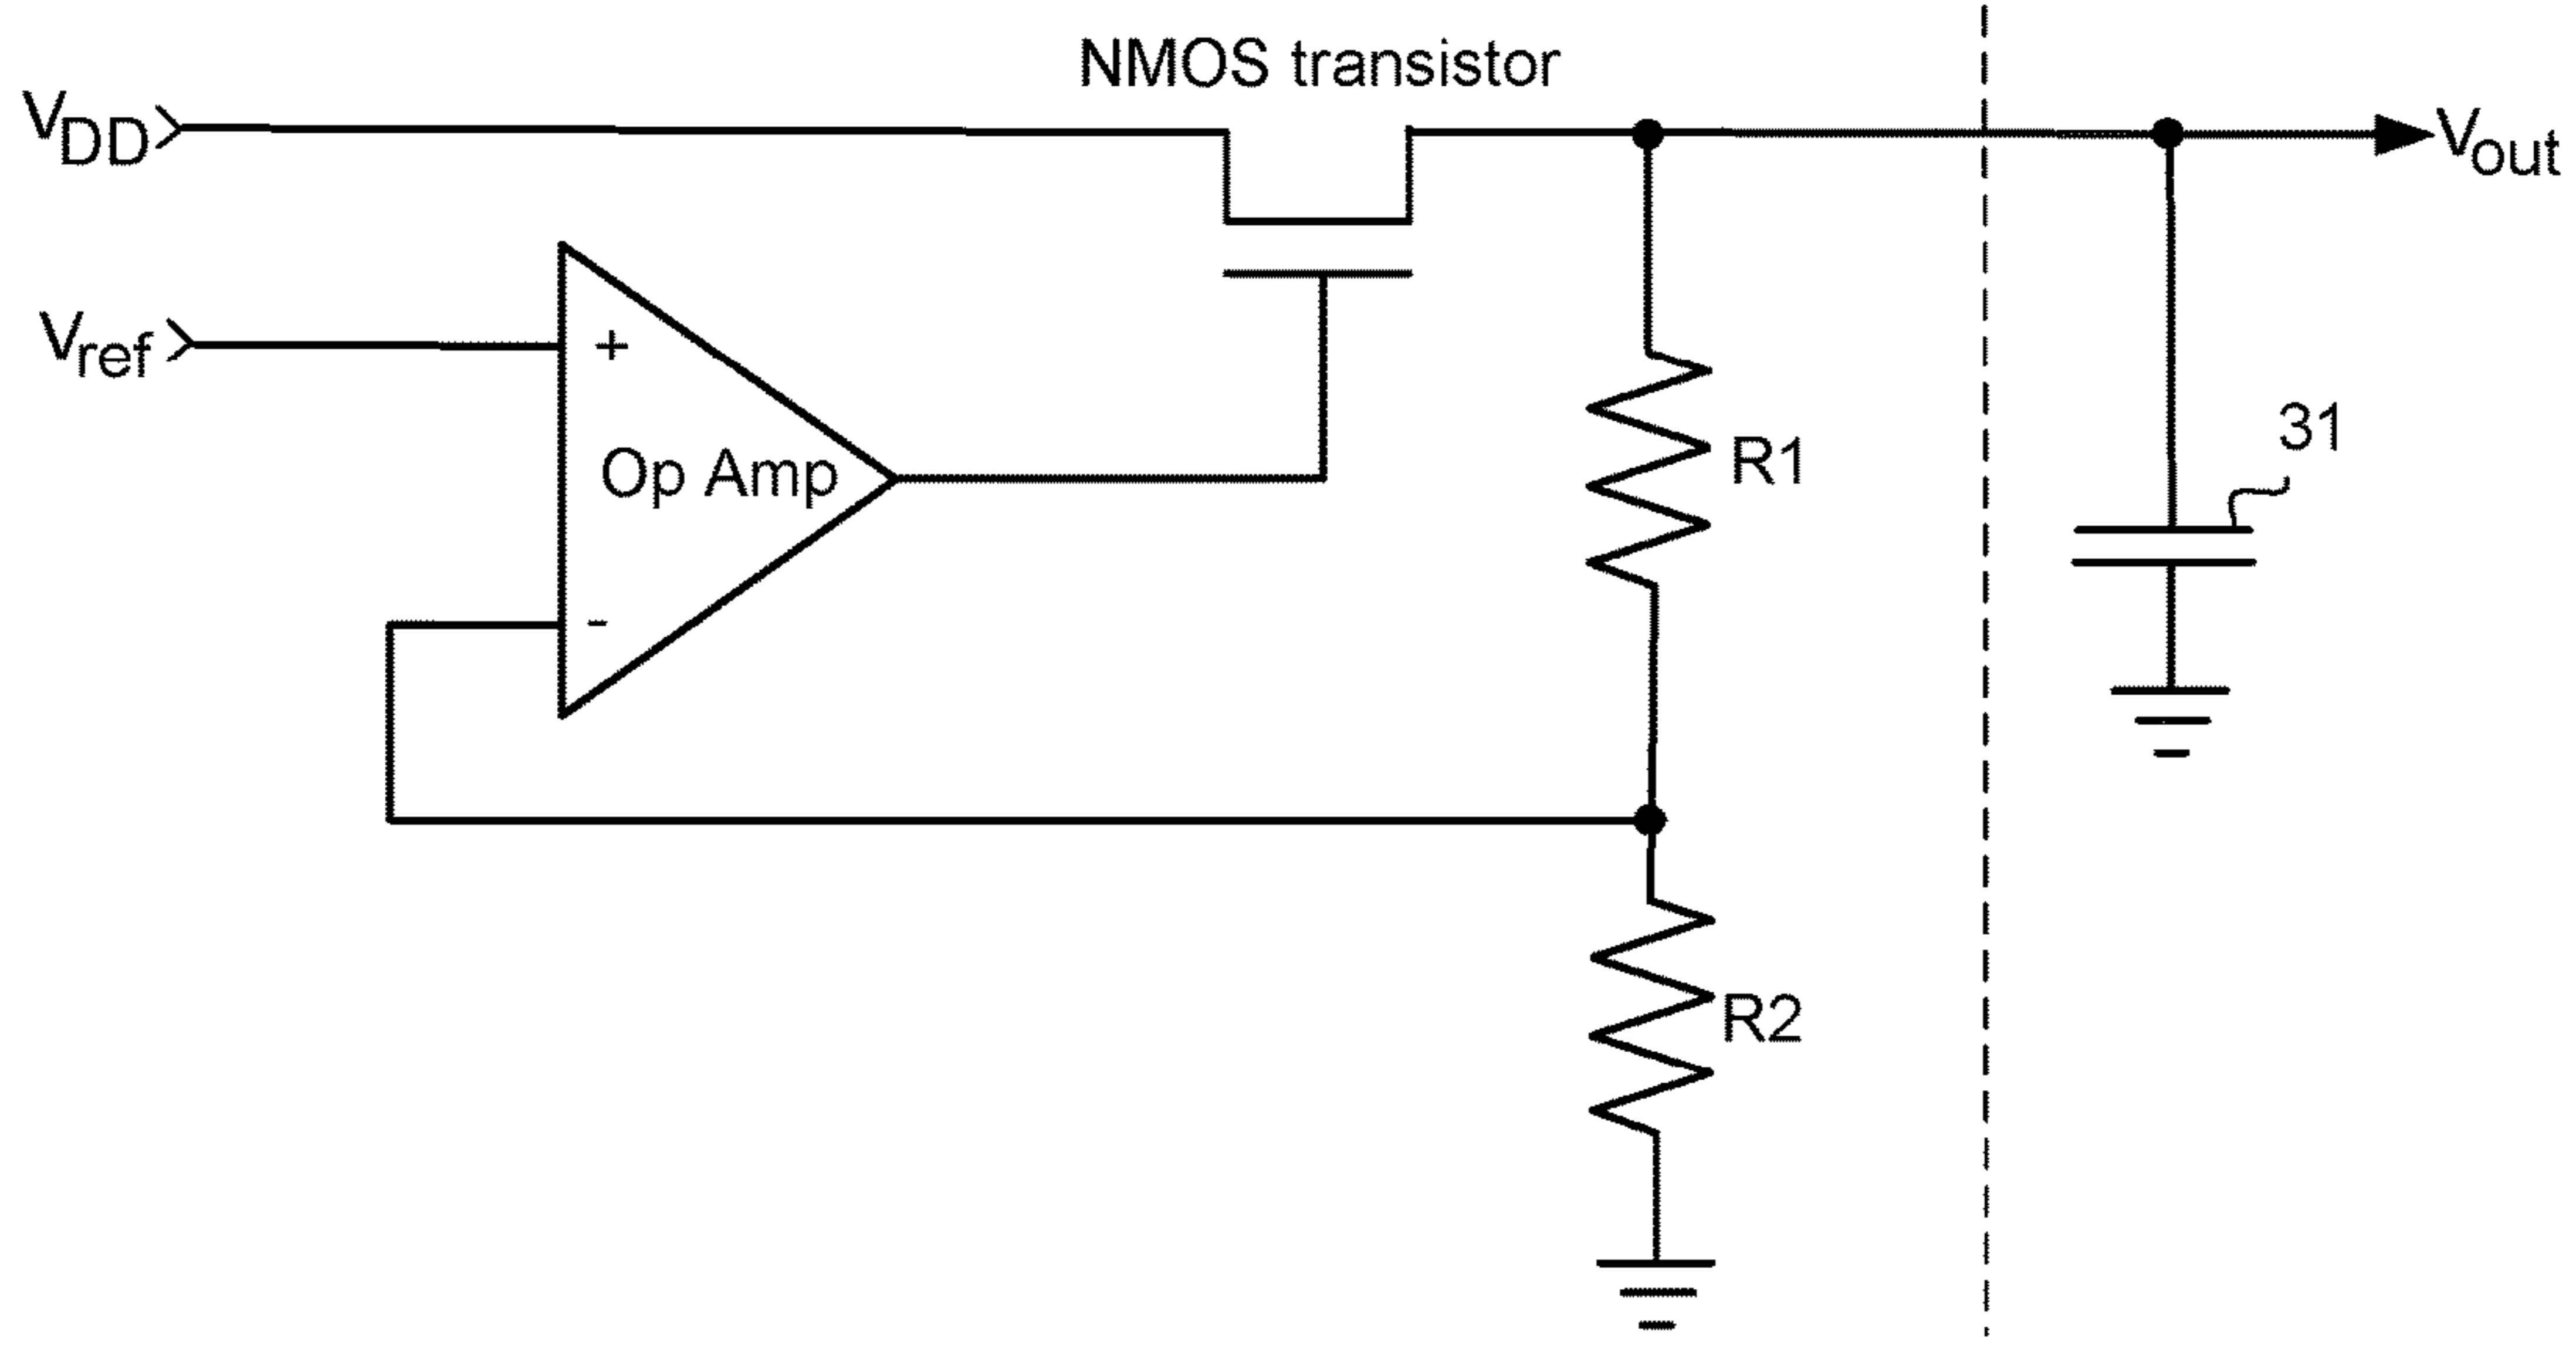 NMOS transistor
VDD
Vout
Vref
+
Op Amp
-
R1
31
R2